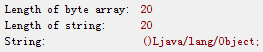 Length of byte array: 20
Length of string: 20
String: ()Ljava/lang/Object;